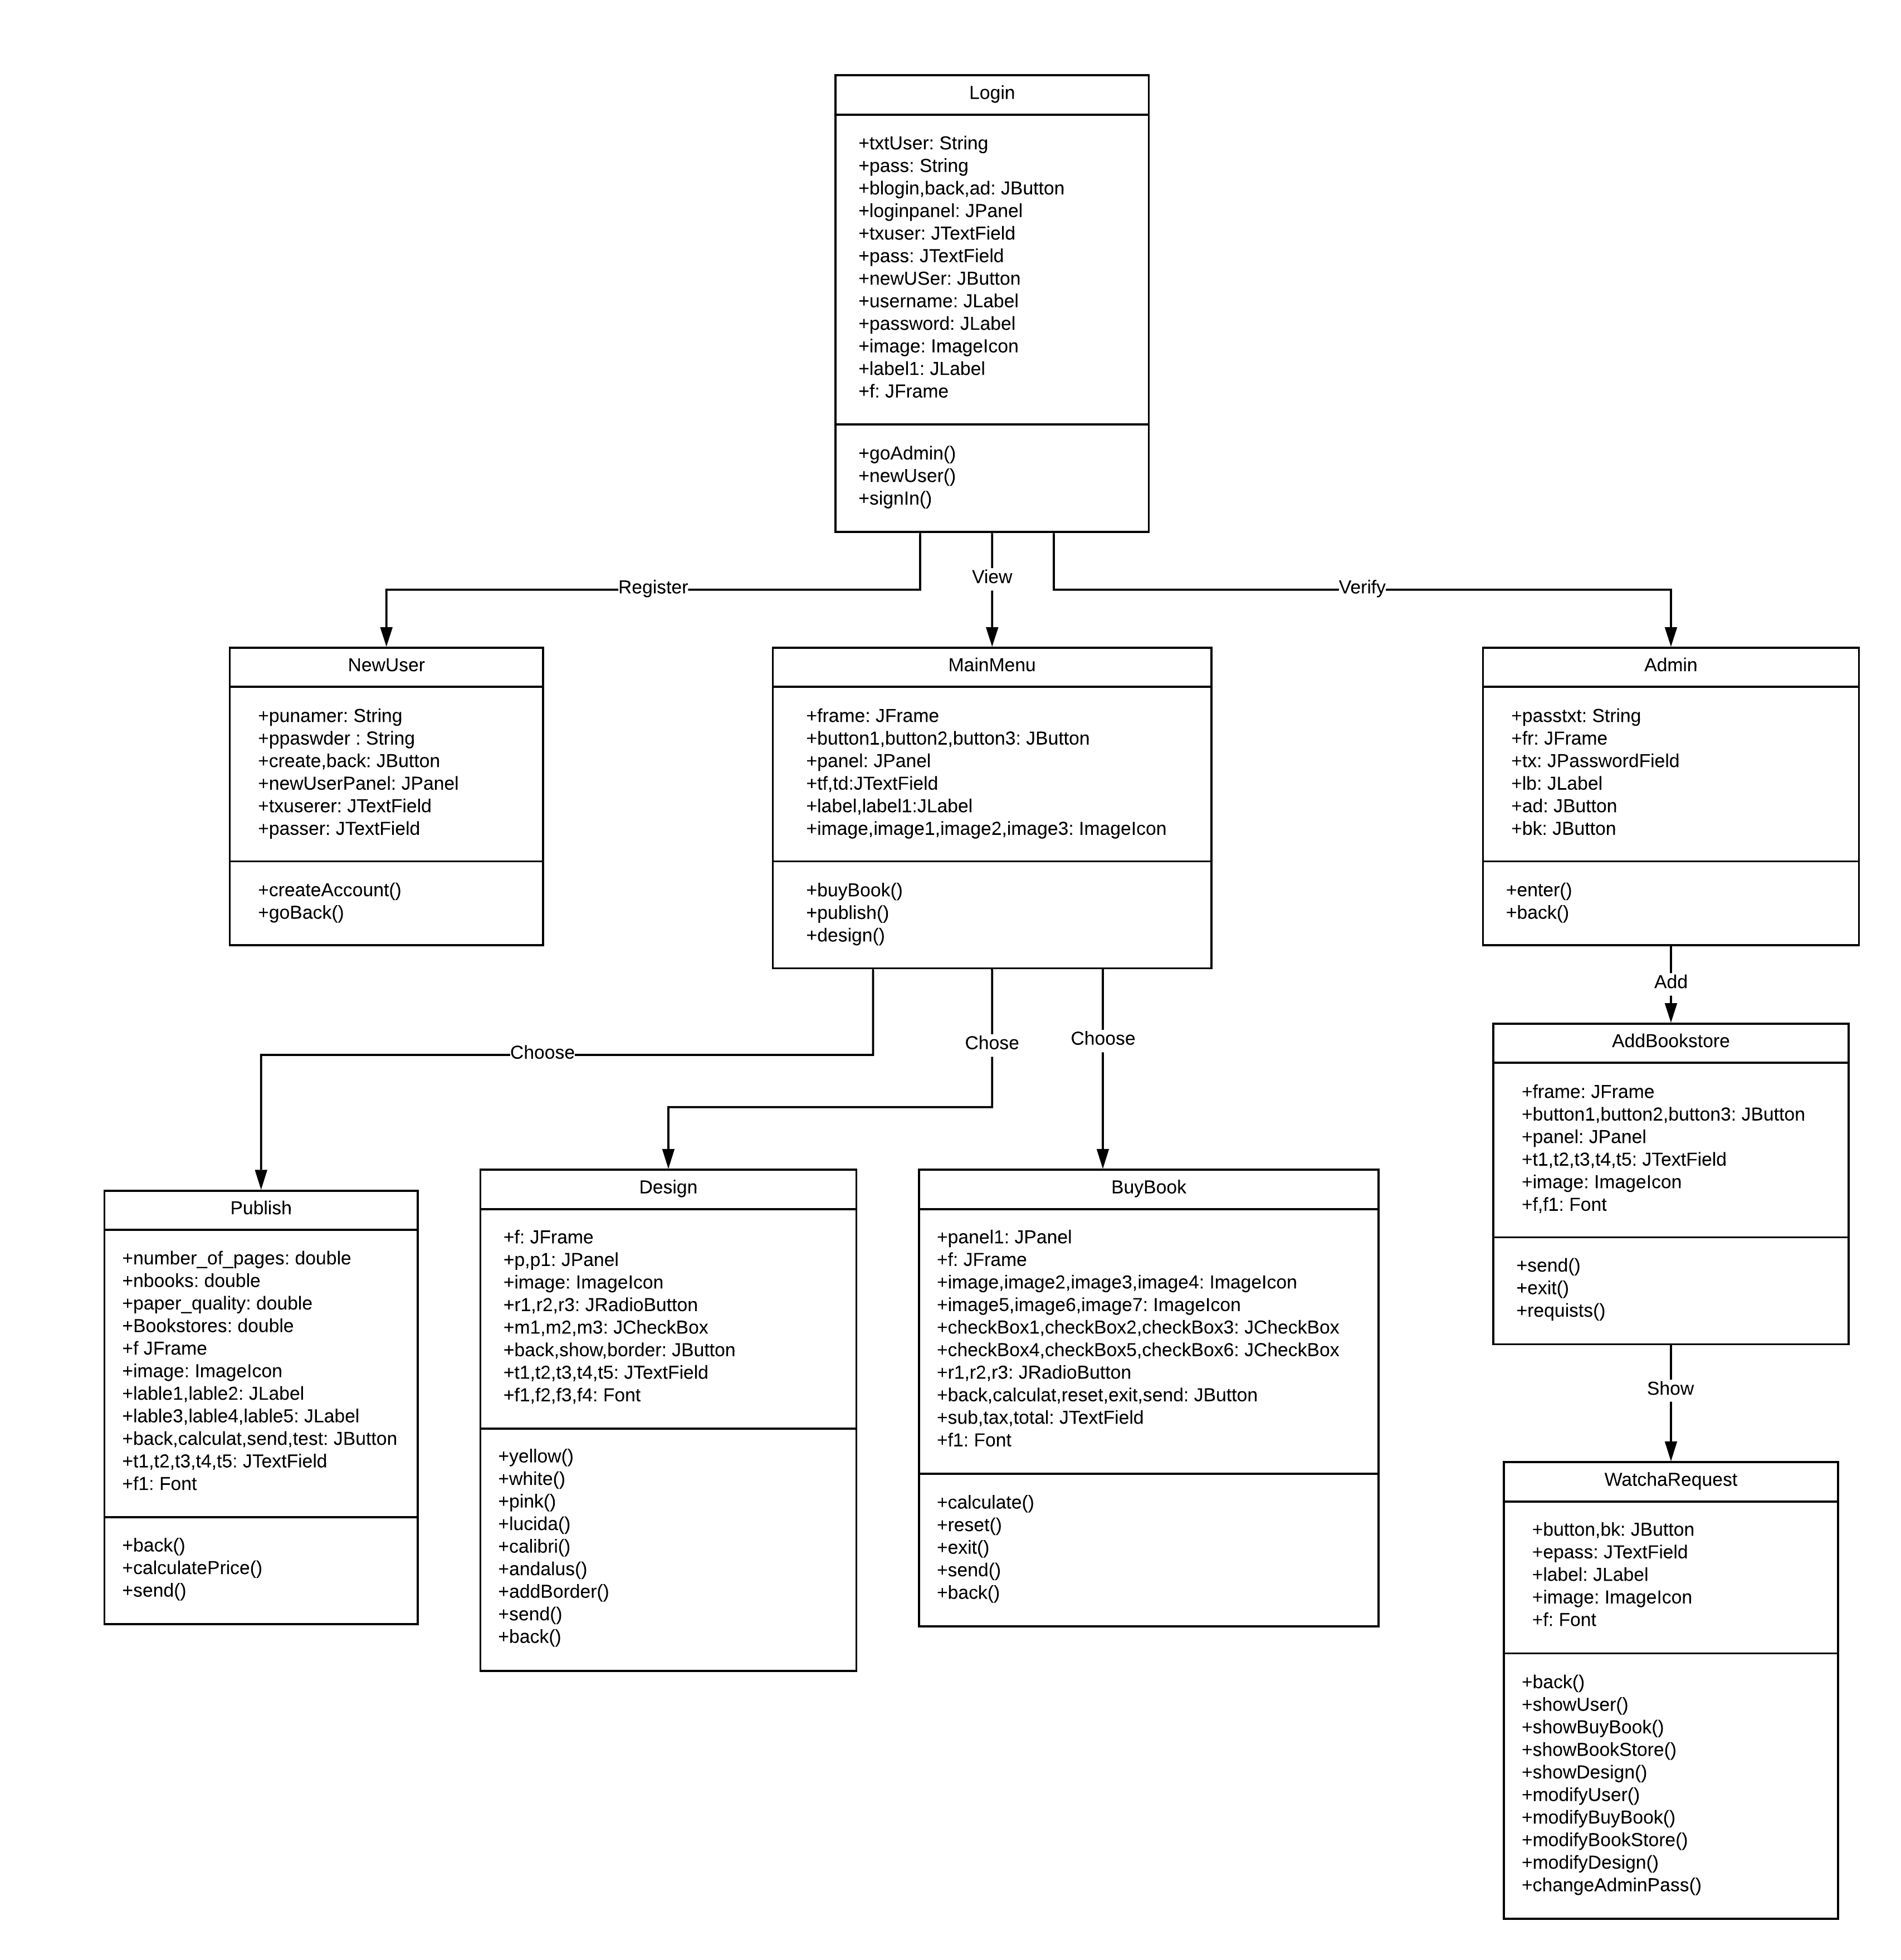 Login
+txtUser: String
+pass: String
+blogin,back,ad: JButton
+loginpanel: JPanel
+txuser: JTextField
+pass: JTextField
+newUSer: JButton
+username: JLabel
+password: JLabel
+image: ImageIcon
+label1: JLabel
+f: JFrame
+goAdmin()
+newUser()
+signIn()
Register
View
Verify
NewUser
+punamer: String
+ppaswder : String
+create,back: JButton
+newUserPanel: JPanel
+txuserer: JTextField
+passer: JTextField
+createAccount()
+goBack()
MainMenu
+frame: JFrame
+button1,button2,button3: JButton
+panel: JPanel
+tf,td:JTextField
+label,label1:JLabel
+image,image1,image2,image3: ImageIcon
+buyBook()
+publish()
+design()
Admin
+passtxt: String
+fr: JFrame
+tx: JPasswordField
+lb: JLabel
+ad: JButton
+bk: JButton
+enter()
+back()
Choose
Chose
Choose
Add
Publish
+number_of_pages: double
+nbooks: double
+paper_quality: double
+Bookstores: double
+f JFrame
+image: ImageIcon
+lable1,lable2: JLabel
+lable3,lable4,lable5: JLabel
+back,calculat,send,test: JButton
+t1,t2,t3,t4,t5: JTextField
+f1: Font
+back()
+calculatePrice()
+send()
Design
+f: JFrame
+p,p1: JPanel
+image: ImageIcon
+r1,r2,r3: JRadioButton
+m1,m2,m3: JCheckBox
+back,show,border: JButton
+t1,t2,t3,t4,t5: JTextField
+f1,f2,f3,f4: Font
+yellow()
+white()
+pink()
+lucida()
+calibri()
+andalus()
+addBorder()
+send()
+back()
BuyBook
+panel1: JPanel
+f: JFrame
+image,image2,image3,image4: ImageIcon
+image5,image6,image7: ImageIcon
+checkBox1,checkBox2,checkBox3: JCheckBox
+checkBox4,checkBox5,checkBox6: JCheckBox
+r1,r2,r3: JRadioButton
+back,calculat,reset,exit,send: JButton
+sub,tax,total: JTextField
+f1: Font
+calculate()
+reset()
+exit()
+send()
+back()
AddBookstore
+frame: JFrame
+button1,button2,button3: JButton
+panel: JPanel
+t1,t2,t3,t4,t5: JTextField
+image: ImageIcon
+f,f1: Font
+send()
+exit()
+requists()
Show
WatchaRequest
+button,bk: JButton
+epass: JTextField
+label: JLabel
+image: ImageIcon
+f: Font
+back()
+showUser()
+showBuyBook()
+showBookStore()
+showDesign()
+modifyUser()
+modifyBuyBook()
+modifyBookStore()
+modifyDesign()
+changeAdminPass()